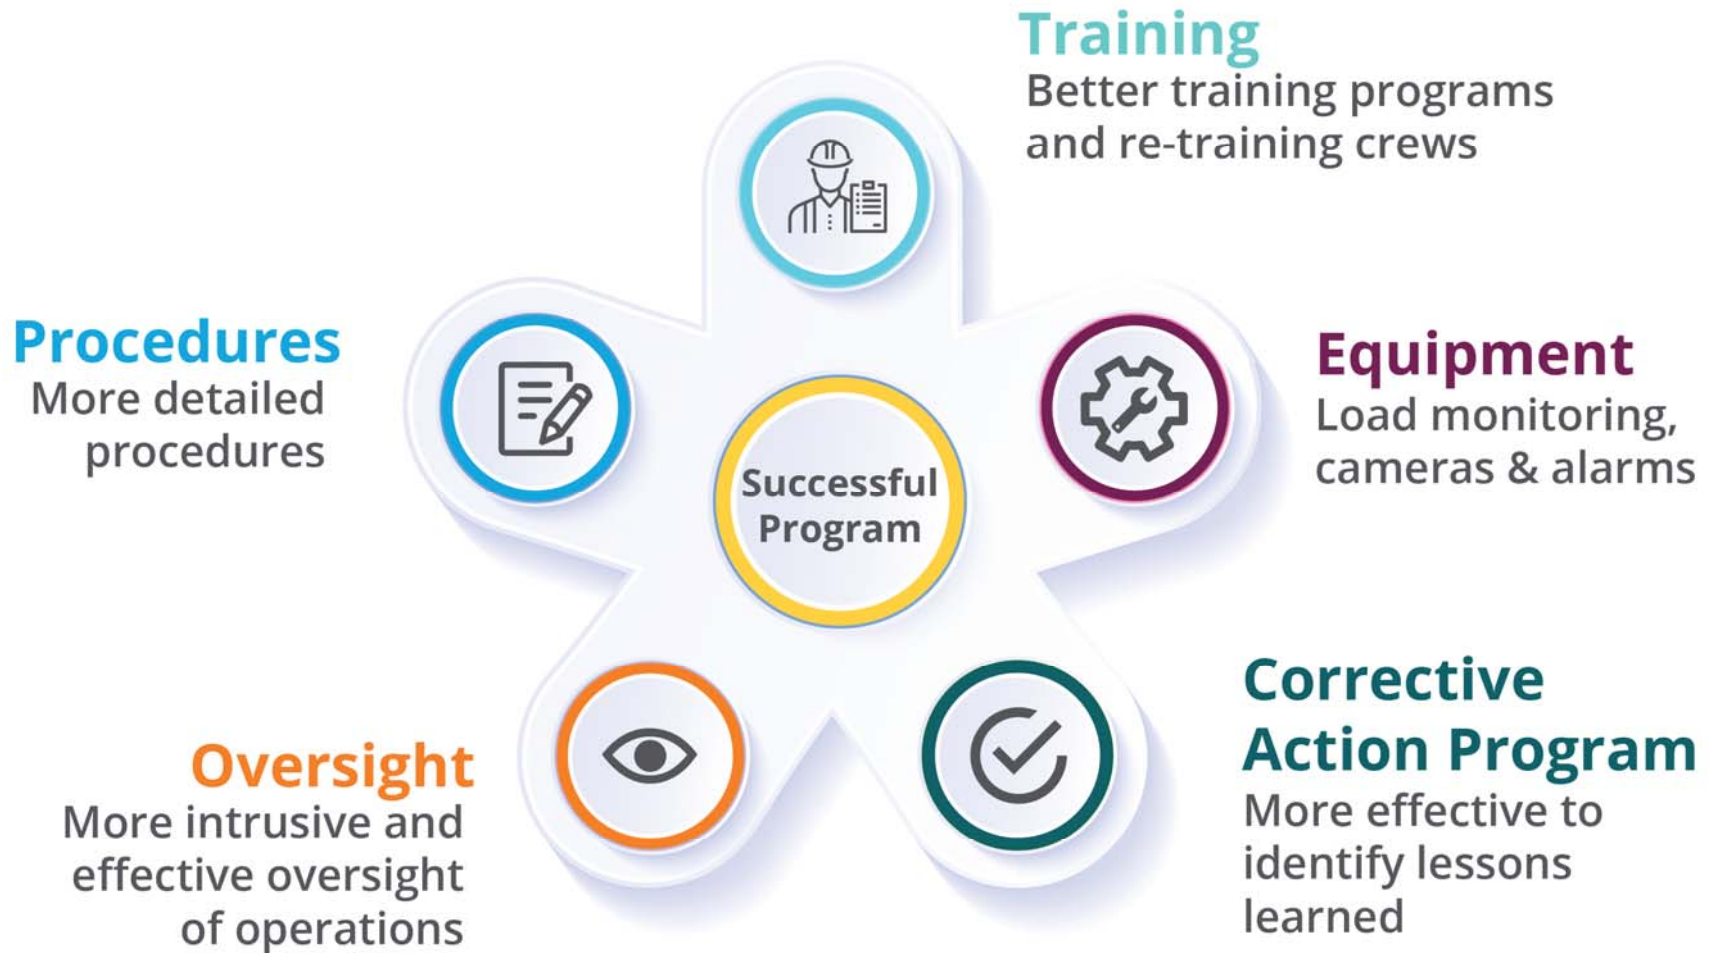 Training
Better training programs
and re-training crews
Procedures
More detailed
procedures
Equipment
Load monitoring,
cameras & alarms
Successful
Program
Oversight
More intrusive and
effective oversight
of operations
Corrective
Action Program
More effective to
identify lessons
learned